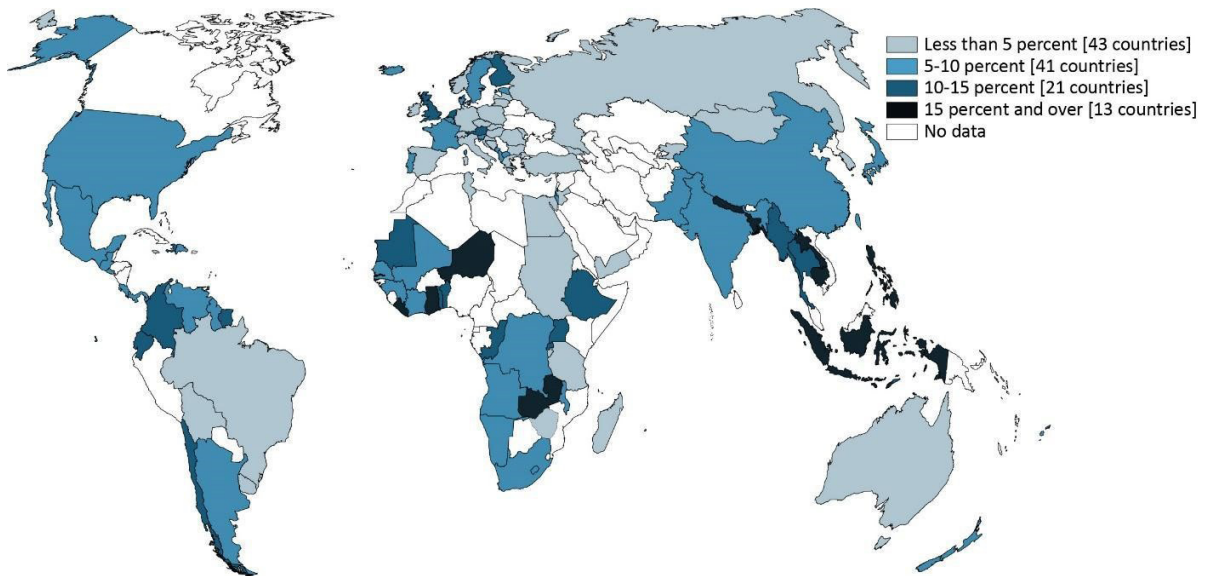 Less than 5 percent [43 countries]
5-10 percent [41 countries]
10-15 percent [21 countries]
15 percent and over [13 countries]
No data